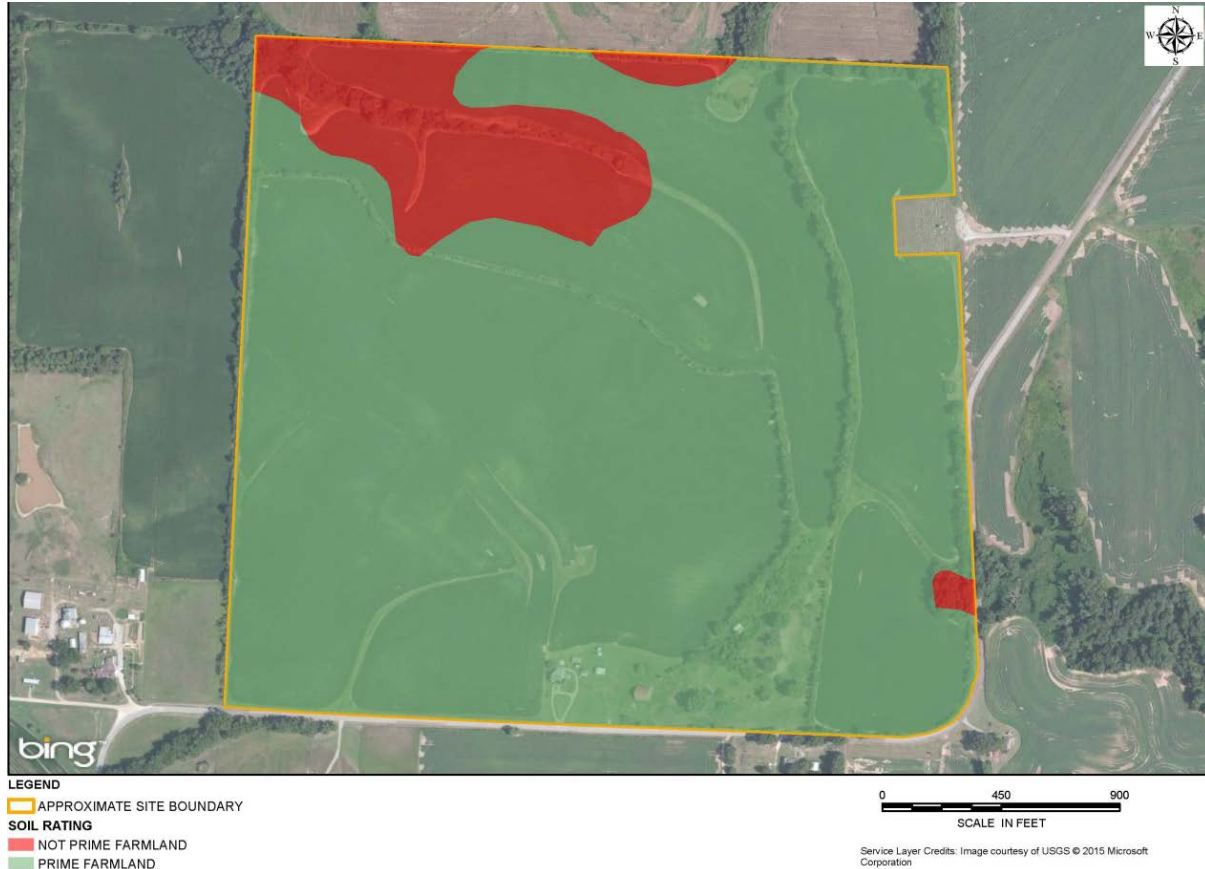 N
W E
S
bing
LEGEND
APPROXIMATE SITE BOUNDARY
SOIL RATING
NOT PRIME FARMLAND
PRIME FARMLAND
0 450 900
SCALE IN FEET
Service Layer Credits: Image courtesy of USGS © 2015 Microsoft
Corporation